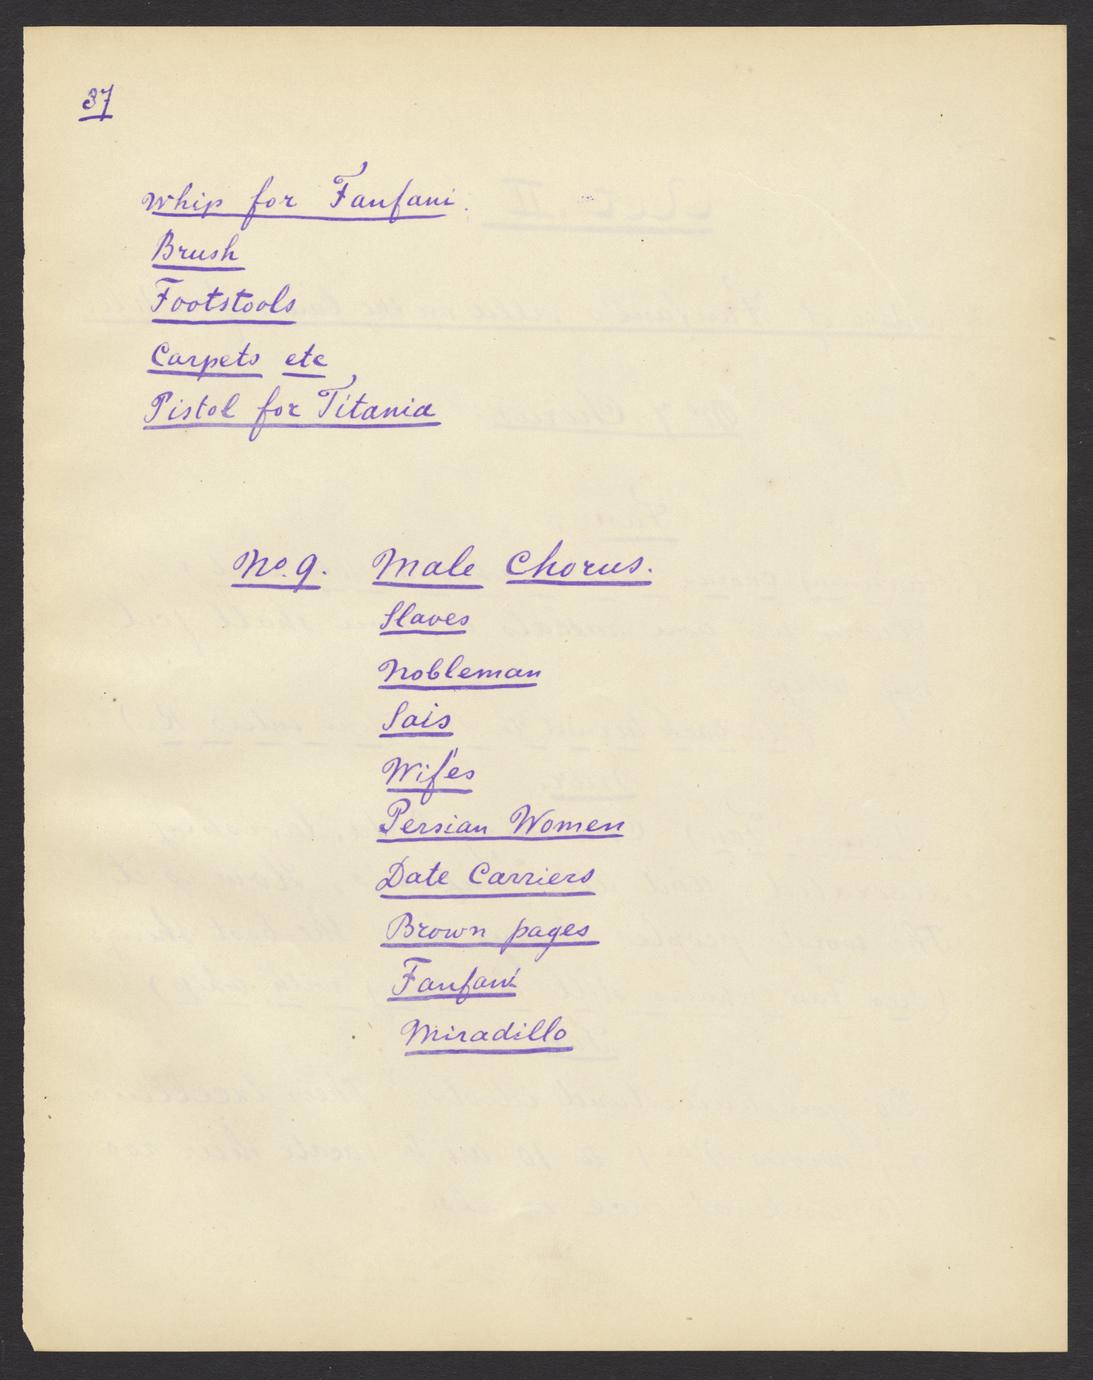 37
Whip for Fanfani.
Brush
Footstools
Carpets etc
Pistol for Titania
No. 9. Male Chorus.
Slaves
Nobleman
Sais
Wifes
Persian Women
Date Carriers
Brown pages
Fanfani
Miradillo